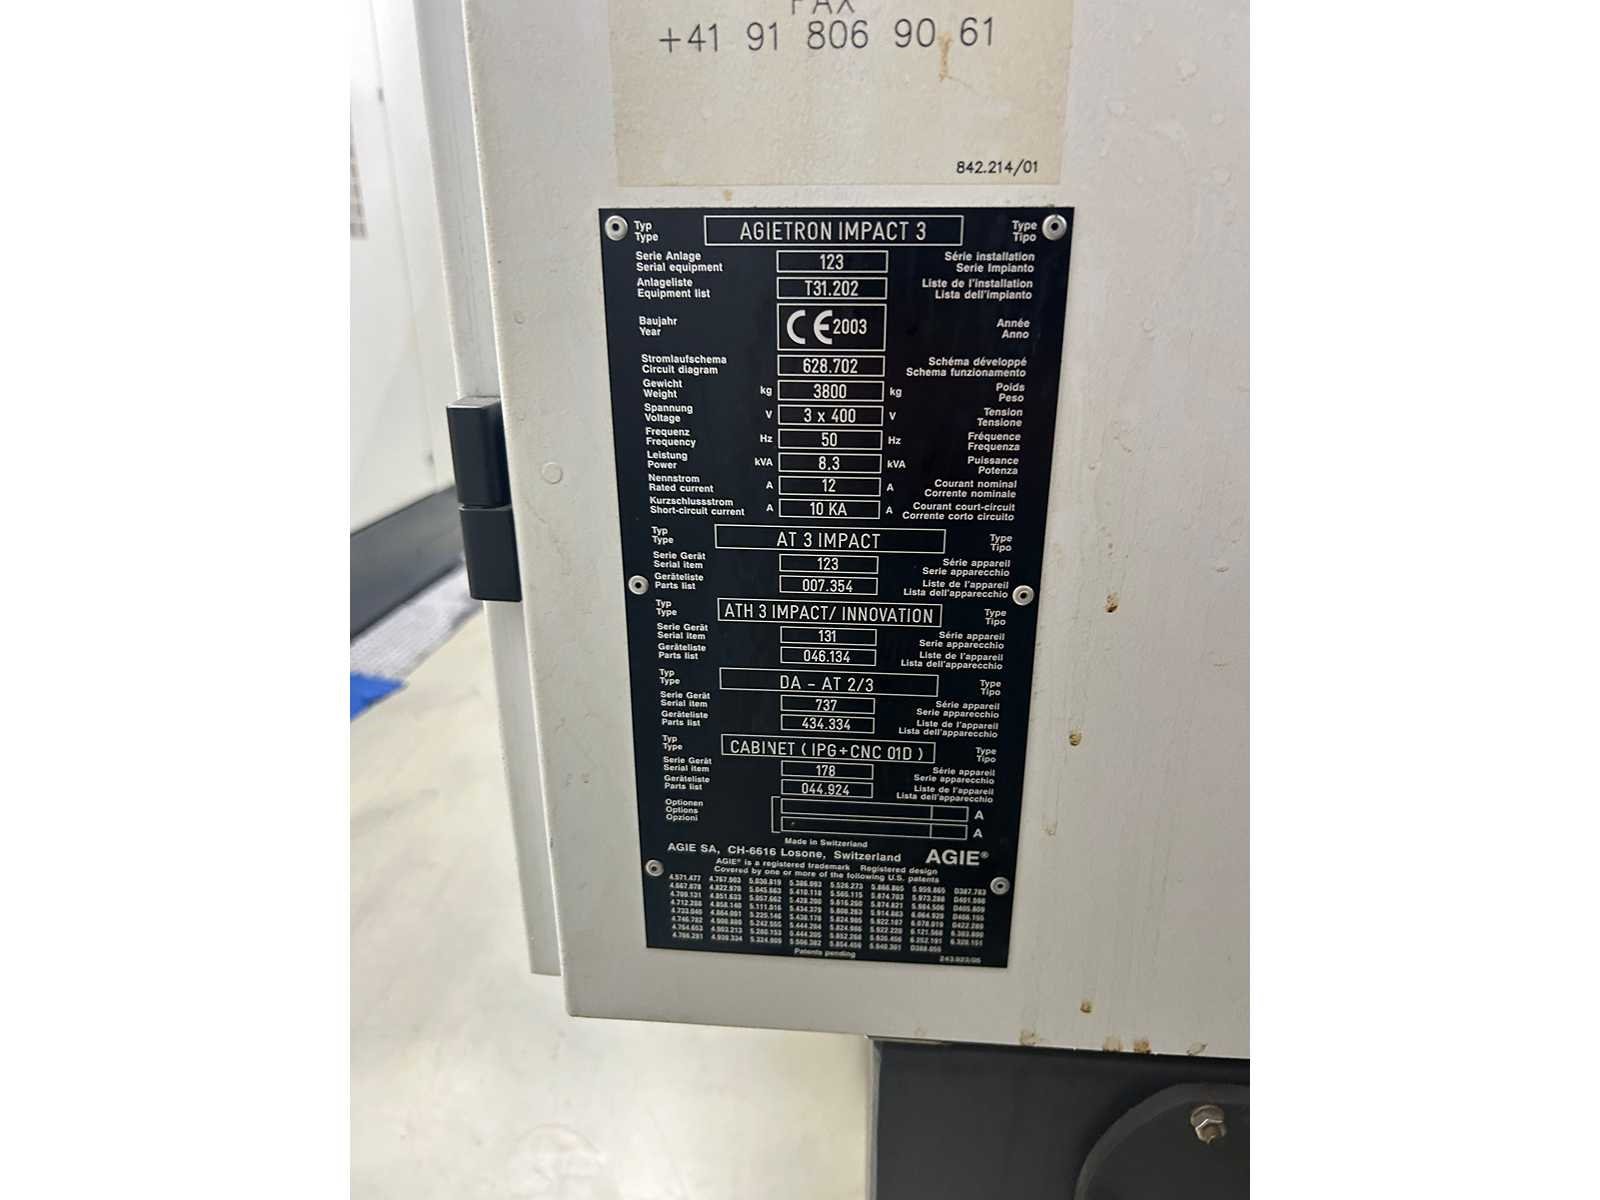 FAX
+41 91 806 90 61
842.214/01
Typ
Type
AGIETRON IMPACT 3
Type
Tipo
Serie Anlage
Serial equipment
123
Série installation
Serie Impianto
Anlageliste
Equipment list
T31.202
Liste de l'installation
Lista dell'impianto
Baujahr
Year
CE 2003
Année
Anno
Stromlaufschema
Circuit diagram
628.702
Schéma développé
Schema funzionamento
Gewicht
Weight
kg 3800 kg
Poids
Peso
Spannung
Voltage
V 3 x 400 V
Tension
Tensione
Frequenz
Frequency
Hz 50 Hz
Fréquence
Frequenza
Leistung
Power
kVA 8.3 kVA
Puissance
Potenza
Nennstrom
Rated current
A 12 A
Courant nominal
Corrente nominale
Kurzschlussstrom
Short-circuit current
A 10 KA A
Courant court-circuit
Corrente corto circuito
Typ
Type
AT 3 IMPACT
Type
Tipo
Serie Gerät
Serial item
123
Série appareil
Serie apparecchio
Geräteliste
Parts list
007.354
Liste de l'appareil
Lista dell'apparecchio
Typ
Type
ATH 3 IMPACT/ INNOVATION
Type
Tipo
Serie Gerät
Serial item
131
Série appareil
Serie apparecchio
Geräteliste
Parts list
046.134
Liste de l'appareil
Lista dell'apparecchio
Typ
Type
DA - AT 2/3
Type
Tipo
Serie Gerät
Serial item
737
Série appareil
Serie apparecchio
Geräteliste
Parts list
434.334
Liste de l'appareil
Lista dell'apparecchio
Typ
Type
CABINET ( IPG+CNC 01D )
Type
Tipo
Serie Gerät
Serial item
178
Série appareil
Serie apparecchio
Geräteliste
Parts list
044.924
Liste de l'appareil
Lista dell'apparecchio
Optionen
Options
Opzioni
A
A
Made in Switzerland
AGIE SA, CH-6616 Losone, Switzerland AGIE®
AGIE® is a registered trademark Registered design
Covered by one or more of the following U.S. patents
Patents pending